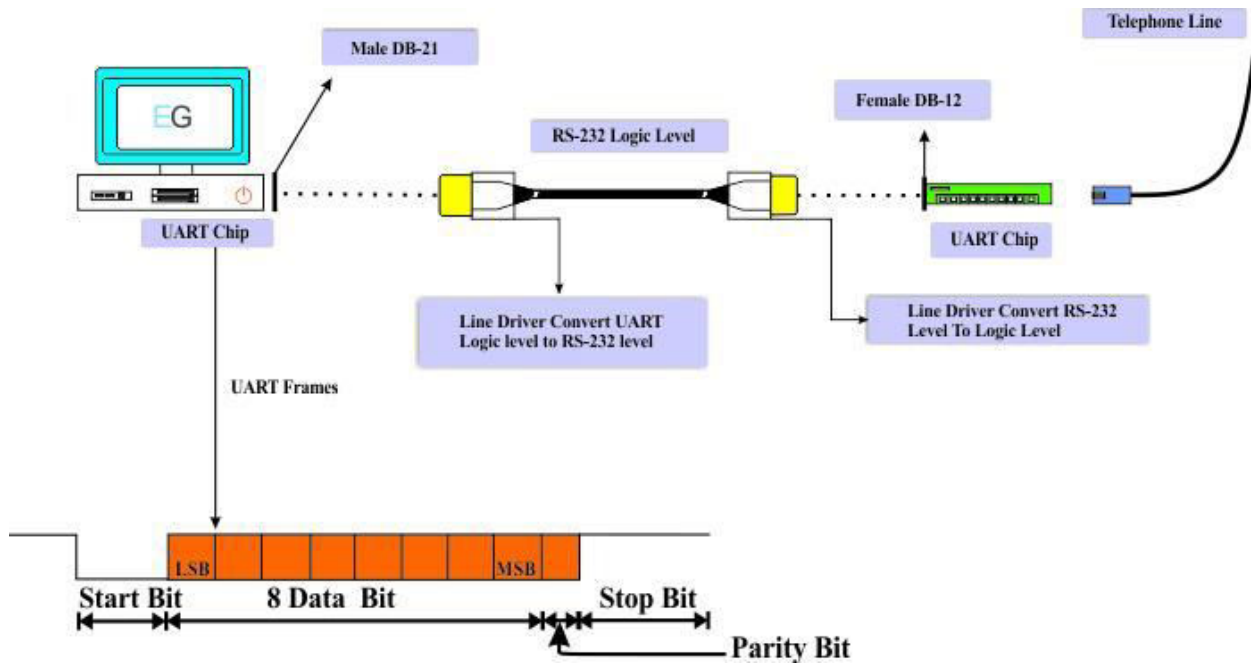 Telephone Line
Male DB-21
EG
Female DB-12
RS-232 Logic Level
UART Chip
UART Chip
Line Driver Convert UART
Logic level to RS-232 level
Line Driver Convert RS-232
Level To Logic Level
UART Frames
LSB
MSB
Start Bit
8 Data Bit
Stop Bit
Parity Bit